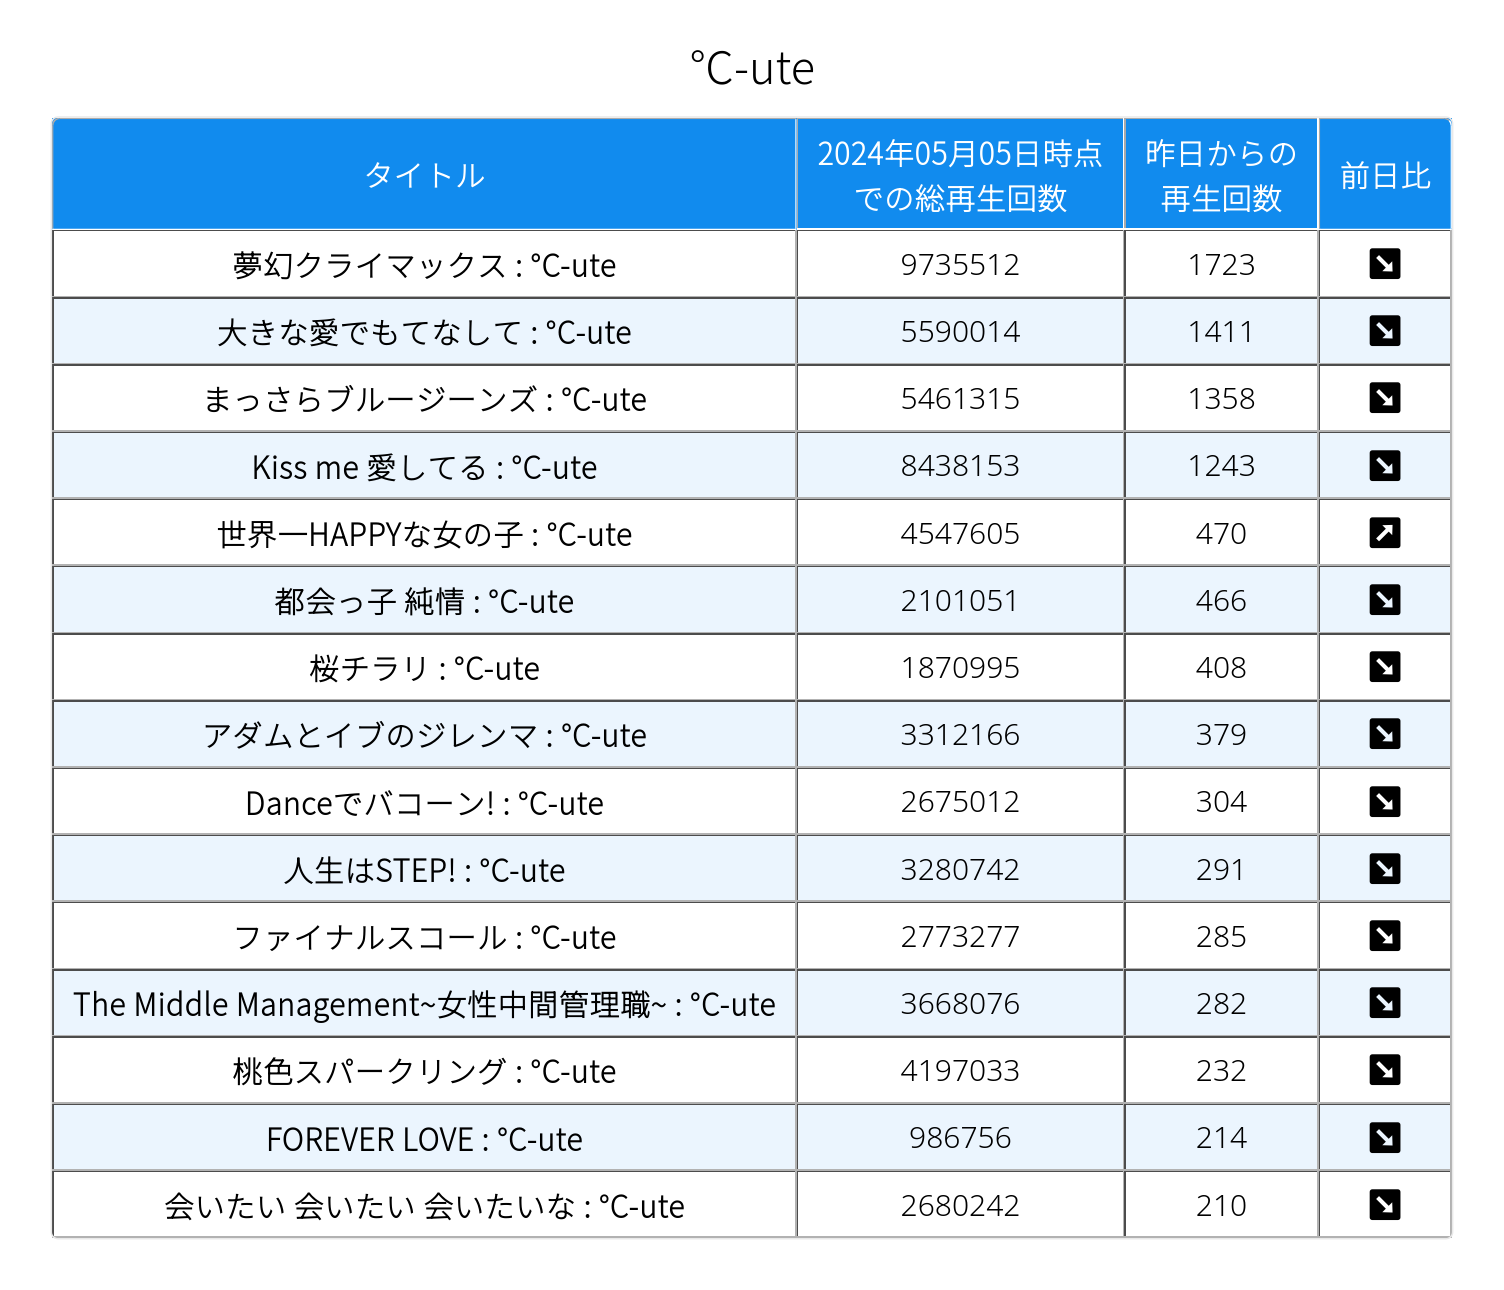 ℃-ute
タイトル
2024年05月05日時点
での総再生回数
昨日からの
再生回数
前日比
夢幻クライマックス : ℃-ute 9735512 1723 ↘
大きな愛でもてなして : ℃-ute 5590014 1411 ↘
まっさらブルージーンズ : ℃-ute 5461315 1358 ↘
Kiss me 愛してる : ℃-ute 8438153 1243 ↘
世界一HAPPYな女の子 : ℃-ute 4547605 470 ↗
都会っ子 純情 : ℃-ute 2101051 466 ↘
桜チラリ : ℃-ute 1870995 408 ↘
アダムとイブのジレンマ : ℃-ute 3312166 379 ↘
Danceでバコーン! : ℃-ute 2675012 304 ↘
人生はSTEP! : ℃-ute 3280742 291 ↘
ファイナルスコール : ℃-ute 2773277 285 ↘
The Middle Management~女性中間管理職~ : ℃-ute 3668076 282 ↘
桃色スパークリング : ℃-ute 4197033 232 ↘
FOREVER LOVE : ℃-ute 986756 214 ↘
会いたい 会いたい 会いたいな : ℃-ute 2680242 210 ↘